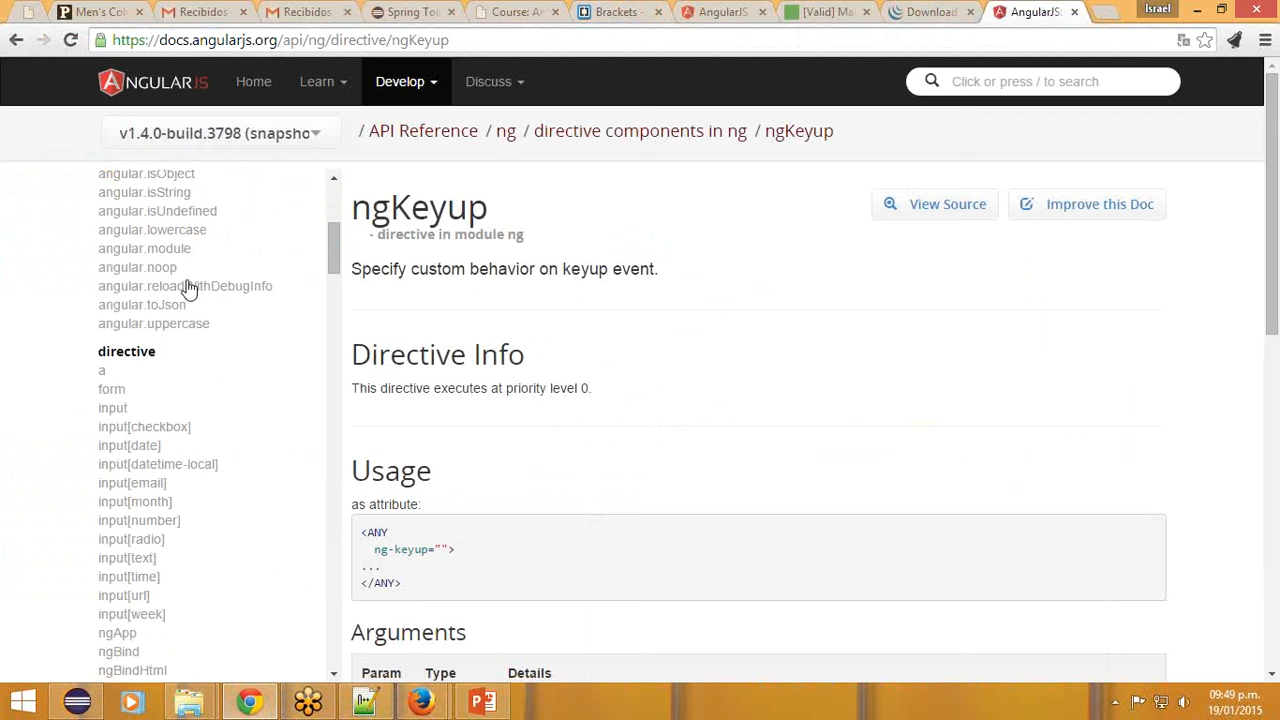 Men's Col
Recibidos
Recibidos
Spring To
Course: A
Brackets –
AngularJS
[Valid] Ma
Download
AngularJS
Israel
https://docs.angularjs.org/api/ng/directive/ngKeyup
ANGULARJS
Home
Learn
Develop
Discuss
Click or press / to search
v1.4.0-build.3798 (snapsho
/ API Reference / ng / directive components in ng / ngKeyup
angular.isObject
angular.isString
angular.isUndefined
angular.lowercase
angular.module
angular.noop
angular.reloadWithDebugInfo
angular.toJson
angular.uppercase
directive
a
form
input
input[checkbox]
input[date]
input[datetime-local]
input[email]
input[month]
input[number]
input[radio]
input[text]
input[time]
input[url]
input[week]
ngApp
ngBind
ngBindHtml
ngKeyup
View Source
Improve this Doc
- directive in module ng
Specify custom behavior on keyup event.
Directive Info
This directive executes at priority level 0.
Usage
as attribute:
<ANY
ng-keyup="">
...
</ANY>
Arguments
Param Type Details
09:49 p.m.
19/01/2015